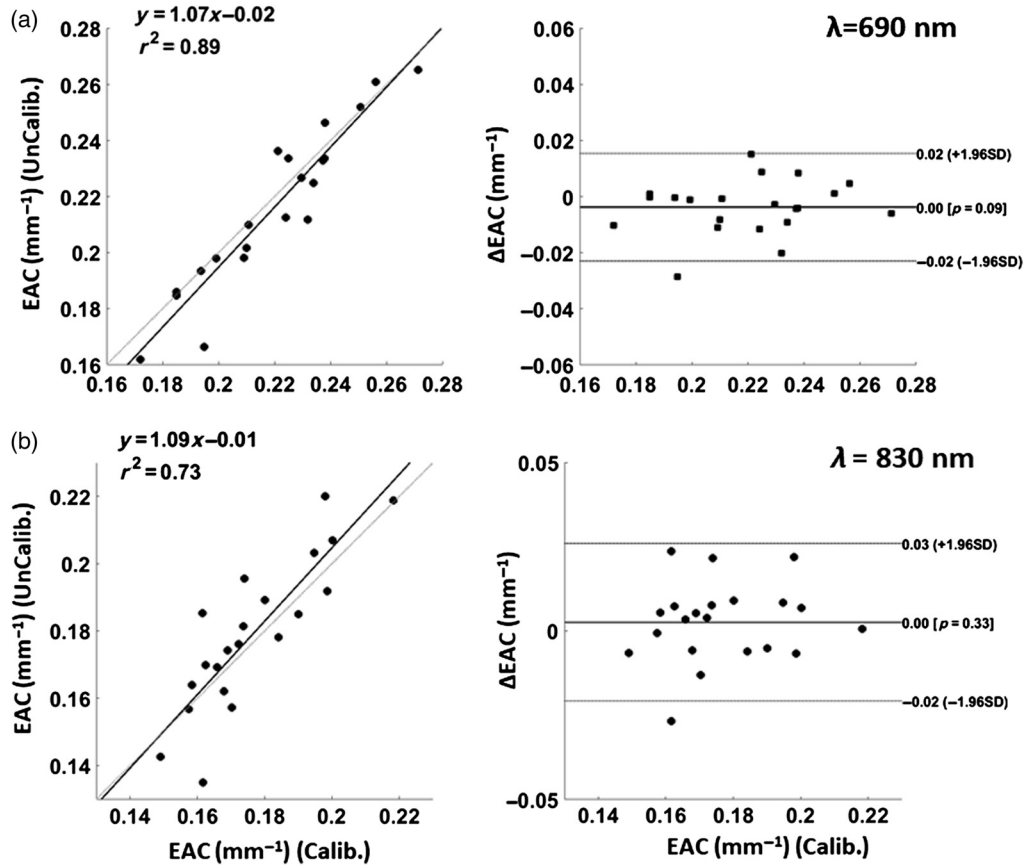 (a)
y = 1.07x−0.02
r² = 0.89
EAC (mm⁻¹) (UnCalib.)
0.28
0.26
0.24
0.22
0.2
0.18
0.16
0.16 0.18 0.2 0.22 0.24 0.26 0.28
λ=690 nm
ΔEAC (mm⁻¹)
0.06
0.04
0.02
0
−0.02
−0.04
−0.06
0.02 (+1.96SD)
0.00 [p = 0.09]
−0.02 (−1.96SD)
0.16 0.18 0.2 0.22 0.24 0.26 0.28
(b)
y = 1.09x−0.01
r² = 0.73
EAC (mm⁻¹) (UnCalib.)
0.22
0.2
0.18
0.16
0.14
0.14 0.16 0.18 0.2 0.22
EAC (mm⁻¹) (Calib.)
λ = 830 nm
ΔEAC (mm⁻¹)
0.05
0
−0.05
0.03 (+1.96SD)
0.00 [p = 0.33]
−0.02 (−1.96SD)
0.14 0.16 0.18 0.2 0.22
EAC (mm⁻¹) (Calib.)